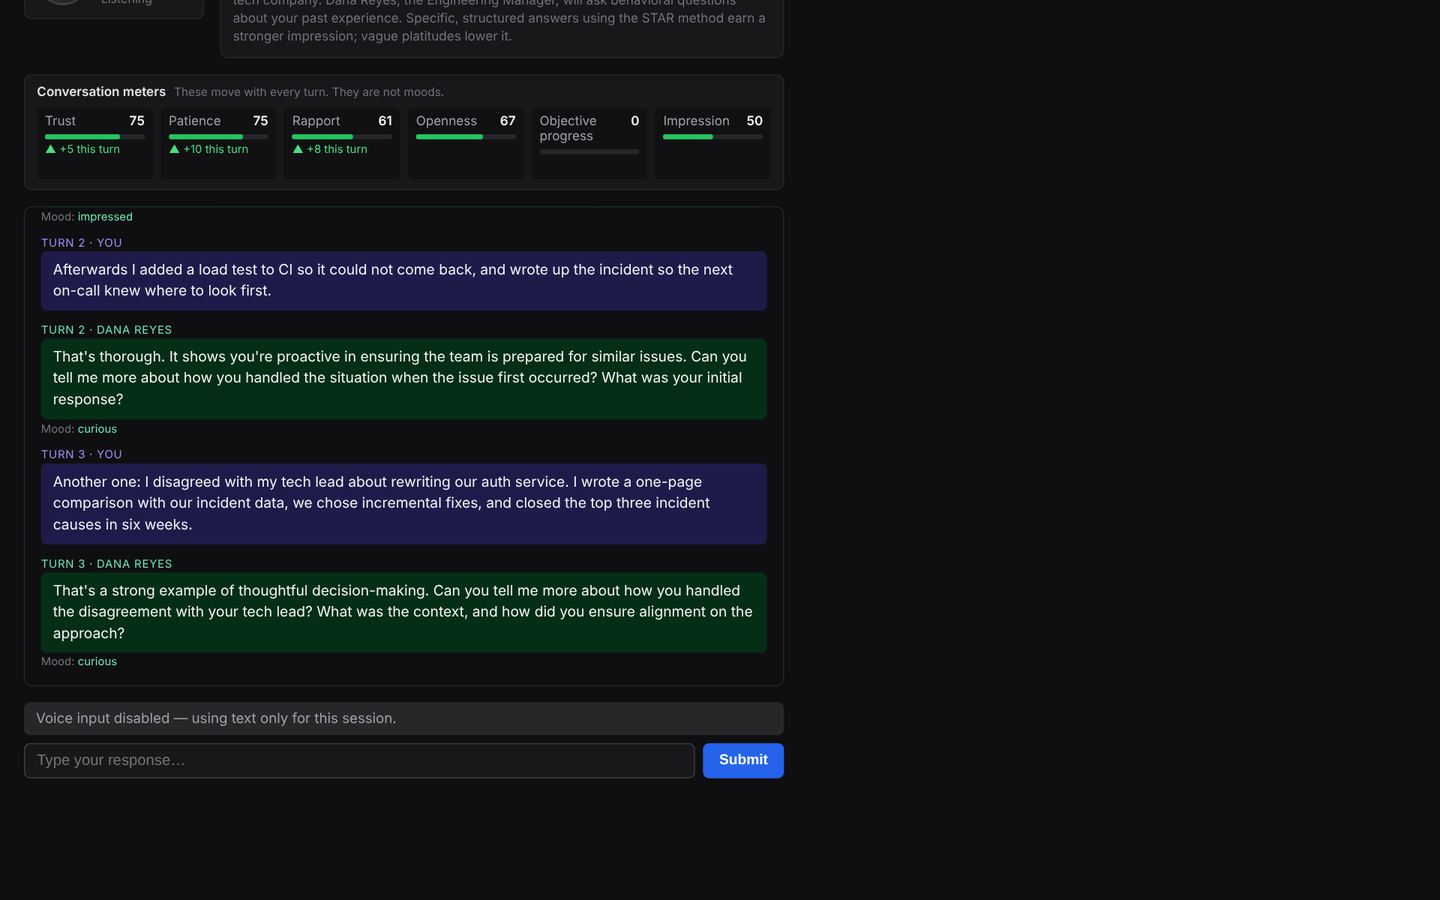 Listening
tech company. Dana Reyes, the Engineering Manager, will ask behavioral questions
about your past experience. Specific, structured answers using the STAR method earn a
stronger impression; vague platitudes lower it.
Conversation meters These move with every turn. They are not moods.
Trust 75
▲ +5 this turn
Patience 75
▲ +10 this turn
Rapport 61
▲ +8 this turn
Openness 67
Objective progress 0
Impression 50
Mood: impressed
TURN 2 · YOU
Afterwards I added a load test to CI so it could not come back, and wrote up the incident so the next
on-call knew where to look first.
TURN 2 · DANA REYES
That's thorough. It shows you're proactive in ensuring the team is prepared for similar issues. Can you
tell me more about how you handled the situation when the issue first occurred? What was your initial
response?
Mood: curious
TURN 3 · YOU
Another one: I disagreed with my tech lead about rewriting our auth service. I wrote a one-page
comparison with our incident data, we chose incremental fixes, and closed the top three incident
causes in six weeks.
TURN 3 · DANA REYES
That's a strong example of thoughtful decision-making. Can you tell me more about how you handled
the disagreement with your tech lead? What was the context, and how did you ensure alignment on the
approach?
Mood: curious
Voice input disabled — using text only for this session.
Type your response…
Submit